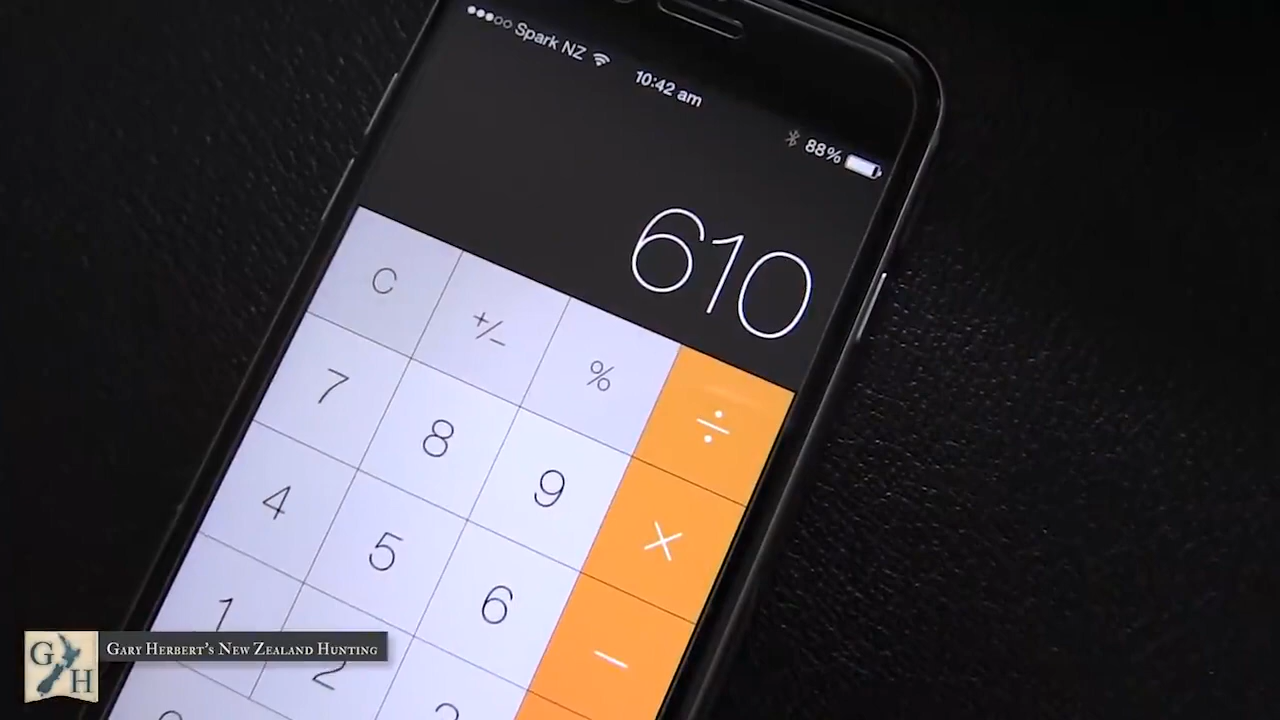 Spark NZ 10:42 am 88%
610
C +/- % ÷
7 8 9 ×
4 5 6 −
1 2
G H GARY HERBERT'S NEW ZEALAND HUNTING